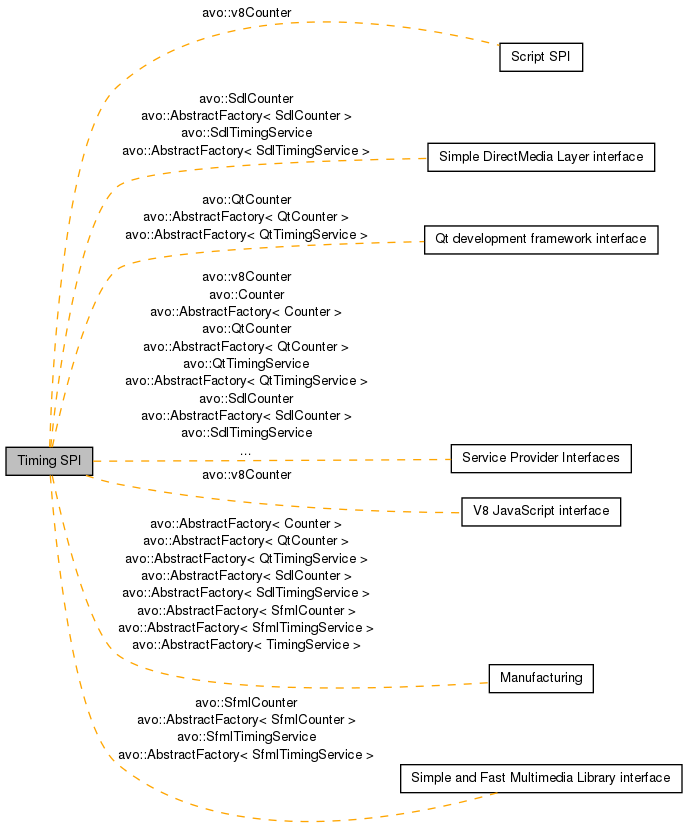 avo::v8Counter
Script SPI
avo::SdlCounter
avo::AbstractFactory< SdlCounter >
avo::SdlTimingService
avo::AbstractFactory< SdlTimingService >
Simple DirectMedia Layer interface
avo::QtCounter
avo::AbstractFactory< QtCounter >
avo::AbstractFactory< QtTimingService >
Qt development framework interface
avo::v8Counter
avo::Counter
avo::AbstractFactory< Counter >
avo::QtCounter
avo::AbstractFactory< QtCounter >
avo::QtTimingService
avo::AbstractFactory< QtTimingService >
avo::SdlCounter
avo::AbstractFactory< SdlCounter >
avo::SdlTimingService
...
Timing SPI
Service Provider Interfaces
avo::v8Counter
V8 JavaScript interface
avo::AbstractFactory< Counter >
avo::AbstractFactory< QtCounter >
avo::AbstractFactory< QtTimingService >
avo::AbstractFactory< SdlCounter >
avo::AbstractFactory< SdlTimingService >
avo::AbstractFactory< SfmlCounter >
avo::AbstractFactory< SfmlTimingService >
avo::AbstractFactory< TimingService >
Manufacturing
avo::SfmlCounter
avo::AbstractFactory< SfmlCounter >
avo::SfmlTimingService
avo::AbstractFactory< SfmlTimingService >
Simple and Fast Multimedia Library interface